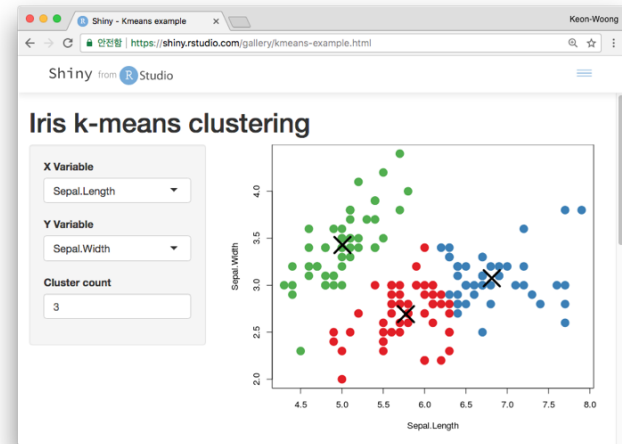 Shiny - Kmeans example
Keon-Woong
안전함 | https://shiny.rstudio.com/gallery/kmeans-example.html
Shiny from R Studio
Iris k-means clustering
X Variable
Sepal.Length
Y Variable
Sepal.Width
Cluster count
3
Sepal.Width
4.0
3.5
3.0
2.5
2.0
4.5 5.0 5.5 6.0 6.5 7.0 7.5 8.0
Sepal.Length